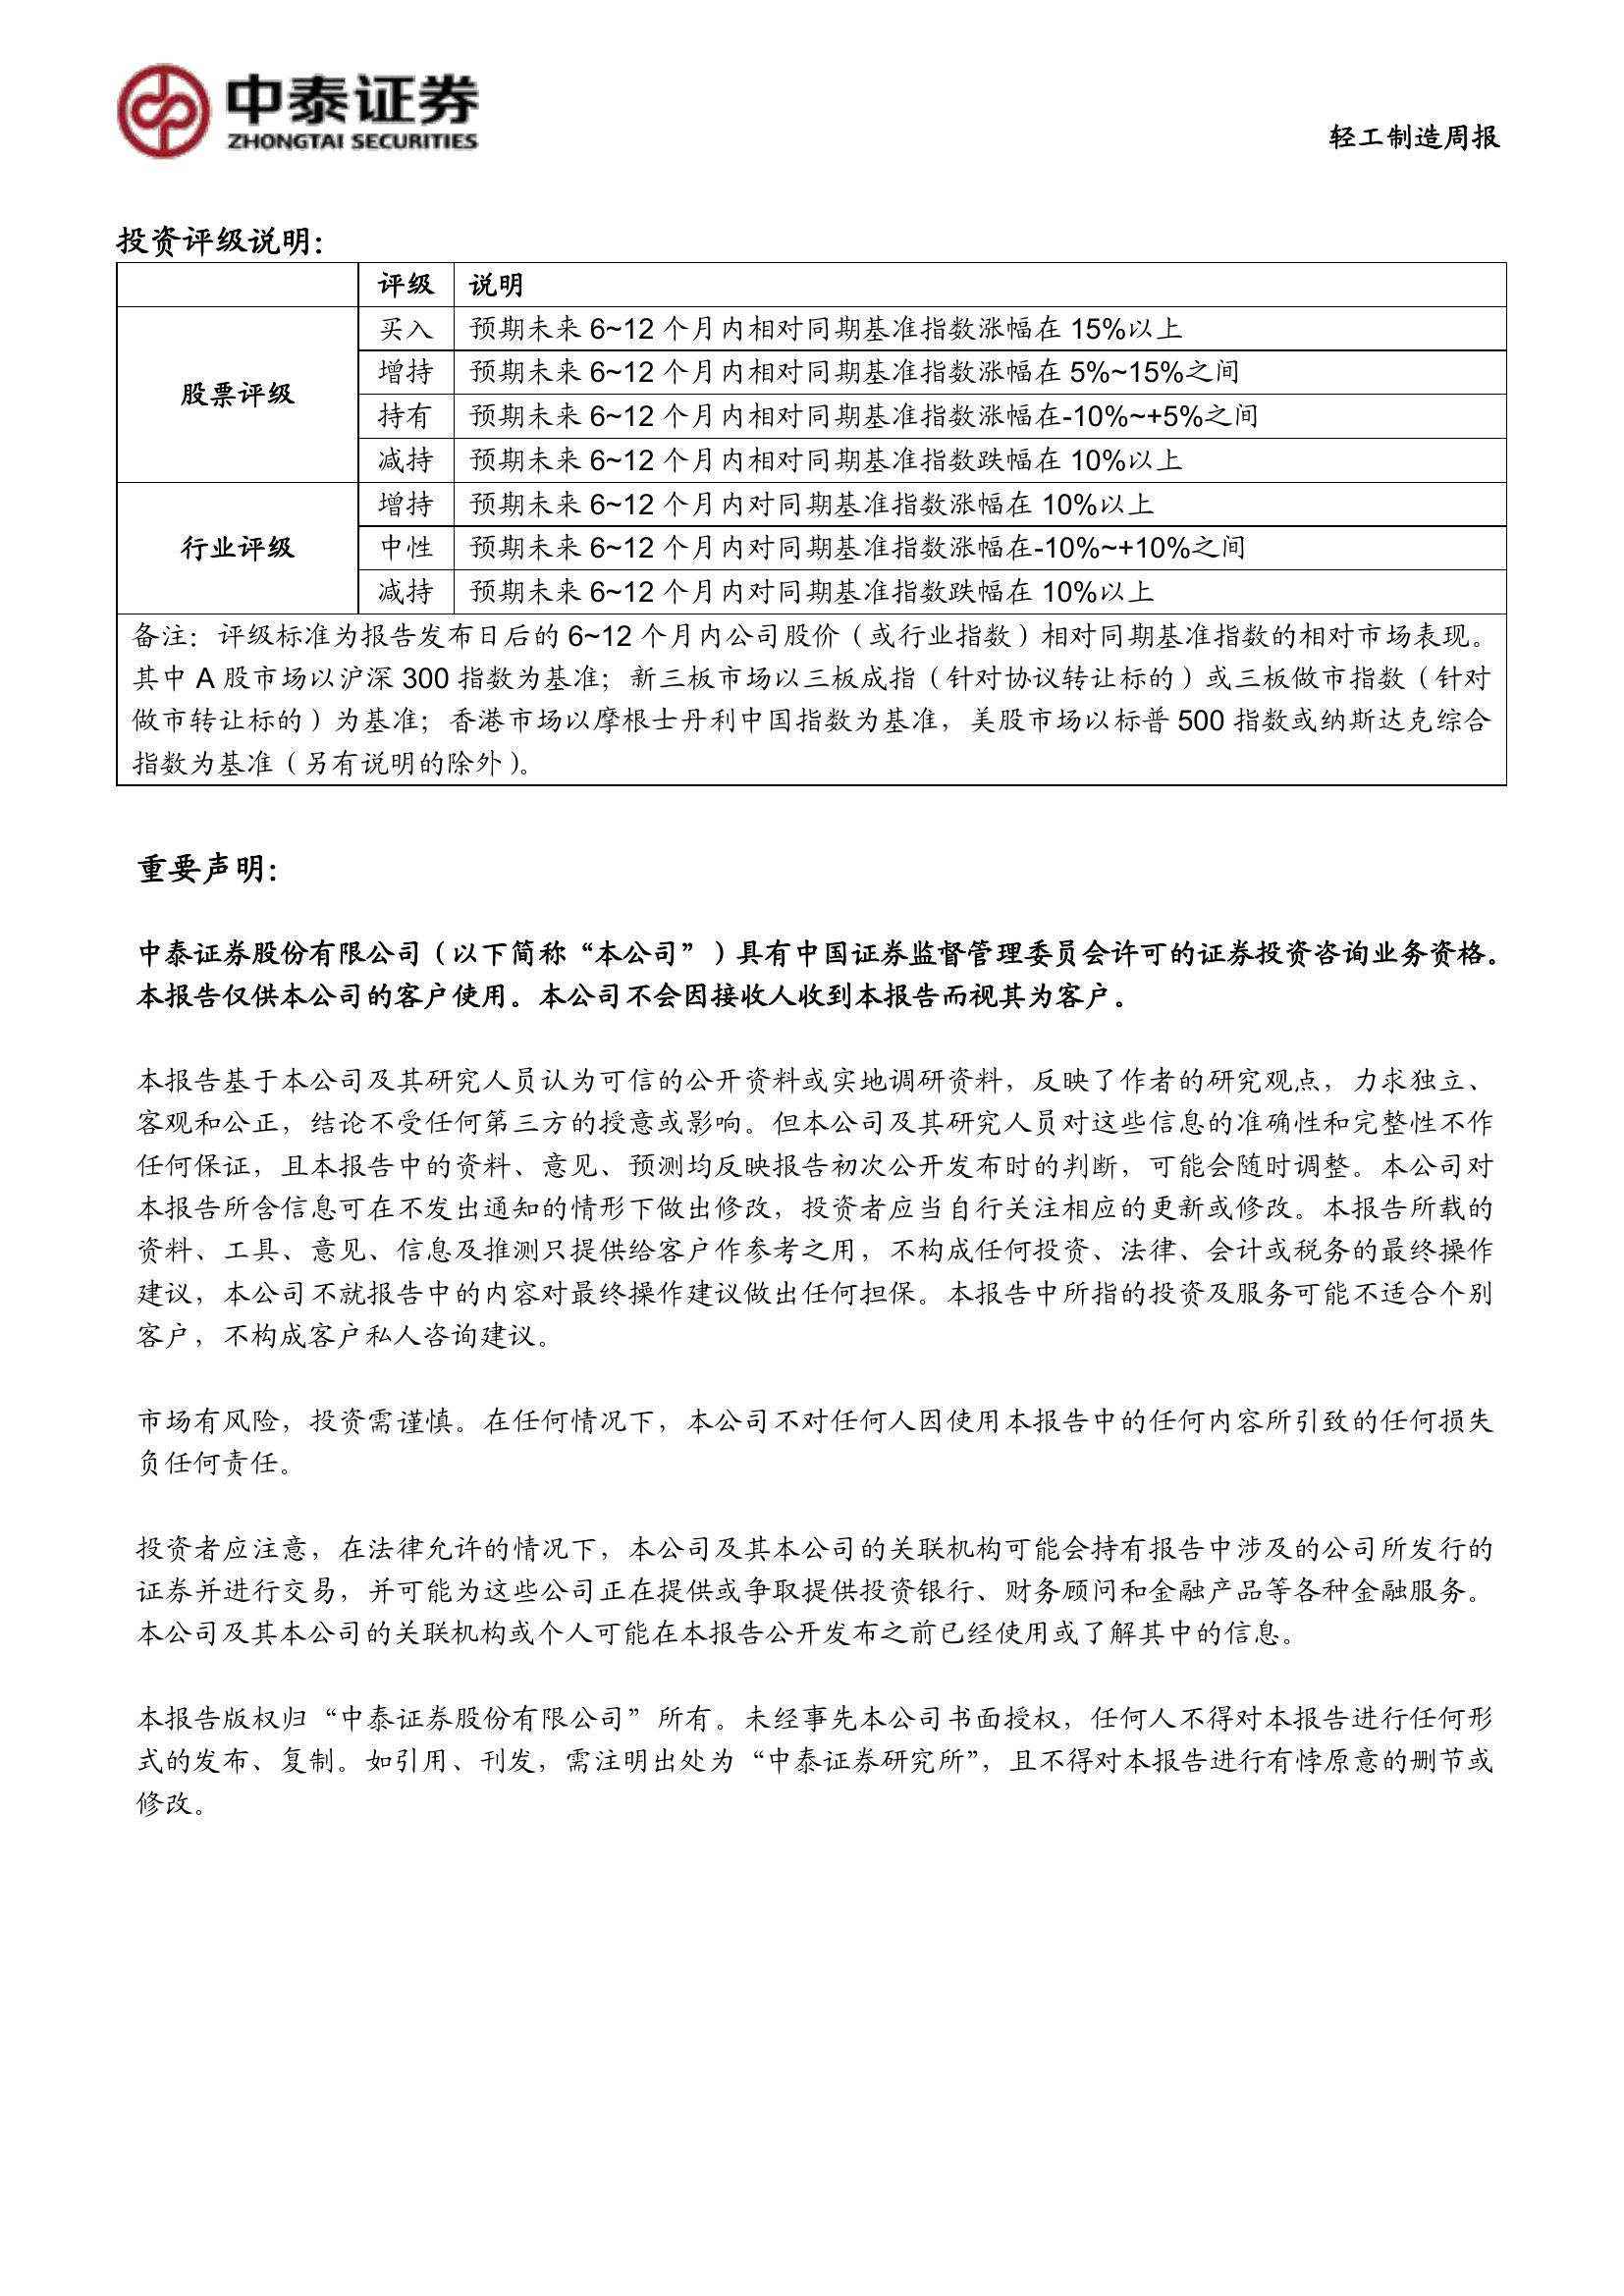 中泰证券
ZHONGTAI SECURITIES
轻工制造周报
投资评级说明：
评级 说明
股票评级
买入 预期未来 6~12 个月内相对同期基准指数涨幅在 15%以上
增持 预期未来 6~12 个月内相对同期基准指数涨幅在 5%~15%之间
持有 预期未来 6~12 个月内相对同期基准指数涨幅在-10%~+5%之间
减持 预期未来 6~12 个月内相对同期基准指数跌幅在 10%以上
行业评级
增持 预期未来 6~12 个月内对同期基准指数涨幅在 10%以上
中性 预期未来 6~12 个月内对同期基准指数涨幅在-10%~+10%之间
减持 预期未来 6~12 个月内对同期基准指数跌幅在 10%以上
备注：评级标准为报告发布日后的 6~12 个月内公司股价（或行业指数）相对同期基准指数的相对市场表现。
其中 A 股市场以沪深 300 指数为基准；新三板市场以三板成指（针对协议转让标的）或三板做市指数（针对
做市转让标的）为基准；香港市场以摩根士丹利中国指数为基准，美股市场以标普 500 指数或纳斯达克综合
指数为基准（另有说明的除外）。
重要声明：
中泰证券股份有限公司（以下简称“本公司”）具有中国证券监督管理委员会许可的证券投资咨询业务资格。
本报告仅供本公司的客户使用。本公司不会因接收人收到本报告而视其为客户。
本报告基于本公司及其研究人员认为可信的公开资料或实地调研资料，反映了作者的研究观点，力求独立、
客观和公正，结论不受任何第三方的授意或影响。但本公司及其研究人员对这些信息的准确性和完整性不作
任何保证，且本报告中的资料、意见、预测均反映报告初次公开发布时的判断，可能会随时调整。本公司对
本报告所含信息可在不发出通知的情形下做出修改，投资者应当自行关注相应的更新或修改。本报告所载的
资料、工具、意见、信息及推测只提供给客户作参考之用，不构成任何投资、法律、会计或税务的最终操作
建议，本公司不就报告中的内容对最终操作建议做出任何担保。本报告中所指的投资及服务可能不适合个别
客户，不构成客户私人咨询建议。
市场有风险，投资需谨慎。在任何情况下，本公司不对任何人因使用本报告中的任何内容所引致的任何损失
负任何责任。
投资者应注意，在法律允许的情况下，本公司及其本公司的关联机构可能会持有报告中涉及的公司所发行的
证券并进行交易，并可能为这些公司正在提供或争取提供投资银行、财务顾问和金融产品等各种金融服务。
本公司及其本公司的关联机构或个人可能在本报告公开发布之前已经使用或了解其中的信息。
本报告版权归“中泰证券股份有限公司”所有。未经事先本公司书面授权，任何人不得对本报告进行任何形
式的发布、复制。如引用、刊发，需注明出处为“中泰证券研究所”，且不得对本报告进行有悖原意的删节或
修改。